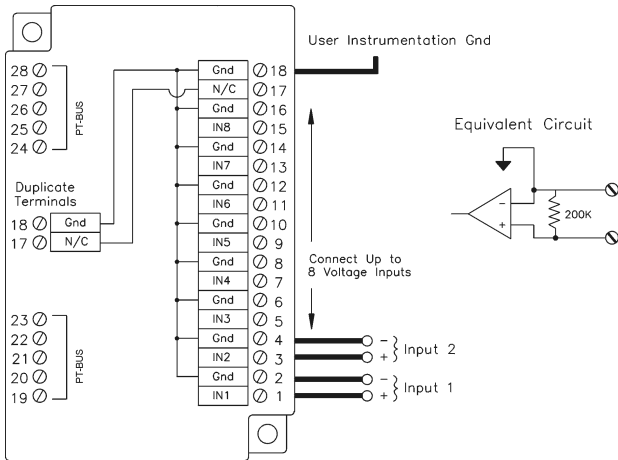 User Instrumentation Gnd
28
27
26
25
24
PT-BUS
Duplicate
Terminals
18 Gnd
17 N/C
23
22
21
20
19
PT-BUS
Gnd 18
N/C 17
Gnd 16
IN8 15
Gnd 14
IN7 13
Gnd 12
IN6 11
Gnd 10
IN5 9
Gnd 8
IN4 7
Gnd 6
IN3 5
Gnd 4
IN2 3
Gnd 2
IN1 1
Connect Up to
8 Voltage Inputs
-
+
Input 2
-
+
Input 1
Equivalent Circuit
-
+
200K